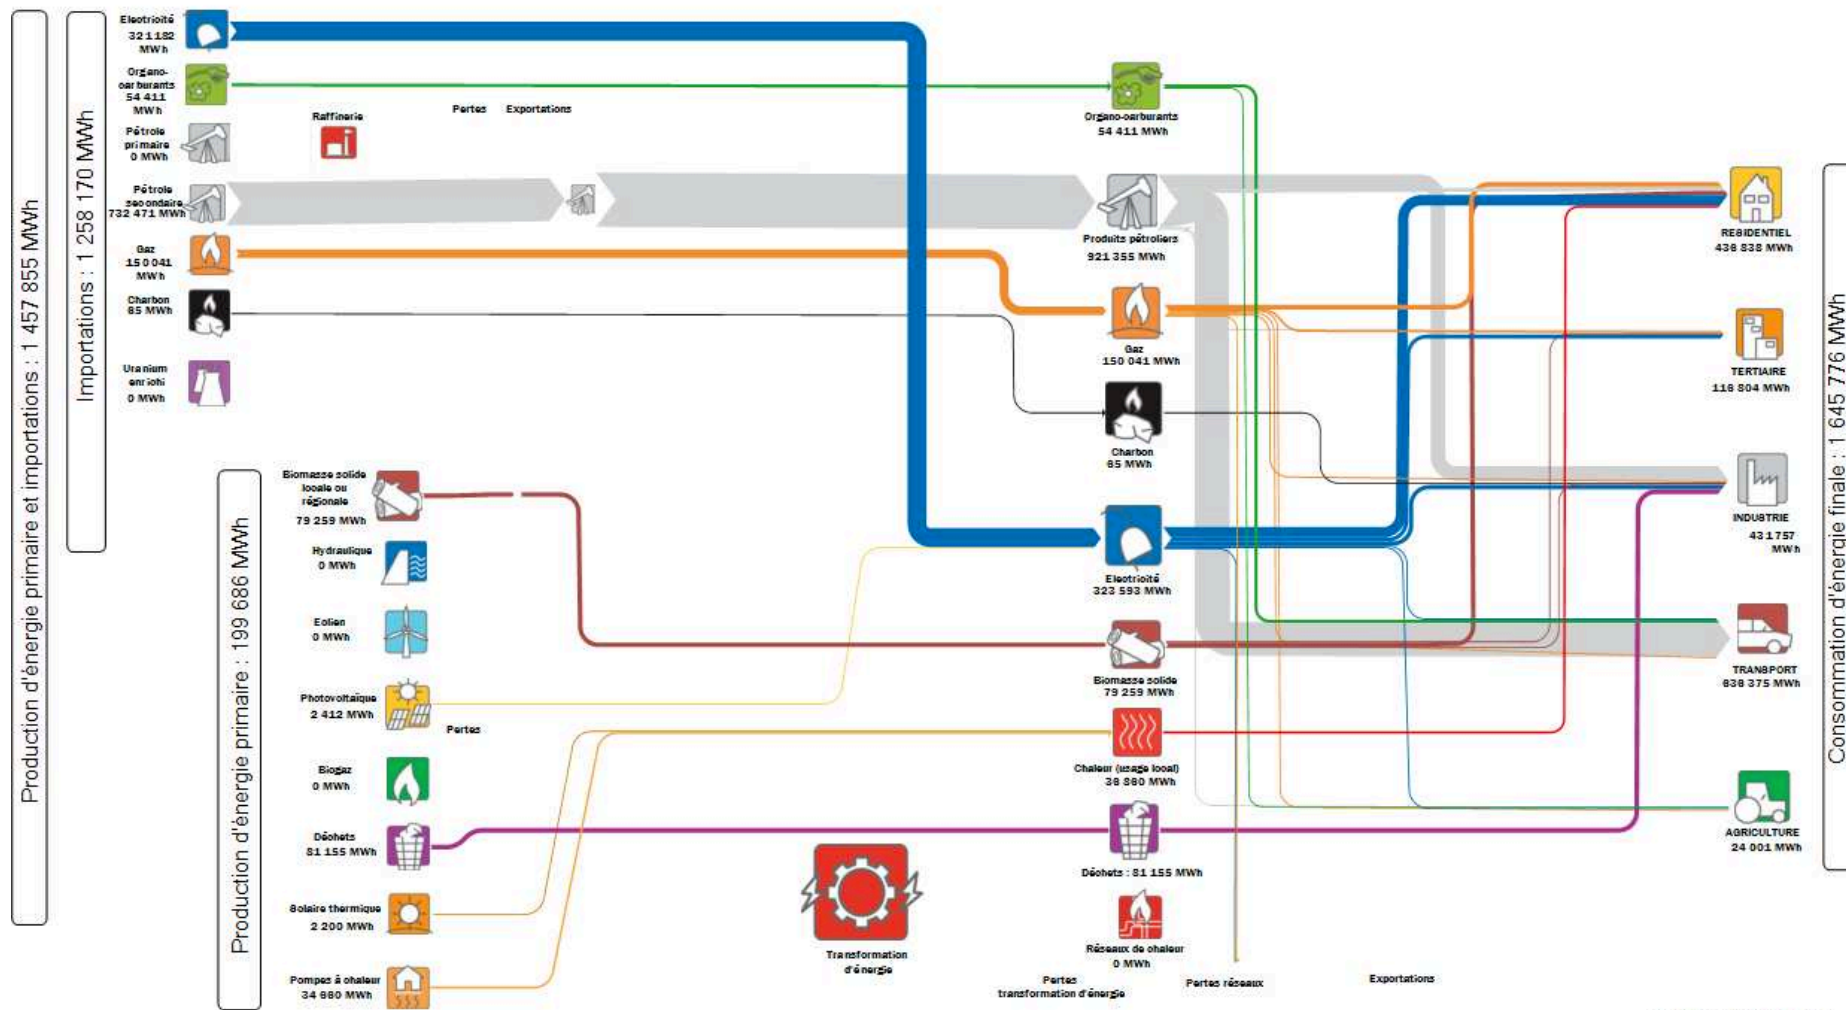 Production d'énergie primaire et importations : 1 457 855 MWh
Importations : 1 258 170 MWh
Electricité
321 182
MWh
Organo-
carburants
54 411
MWh
Pétrole
primaire
0 MWh
Pétrole
secondaire
732 471 MWh
Gaz
150 041
MWh
Charbon
65 MWh
Uranium
enrichi
0 MWh
Raffinerie
Pertes
Exportations
Production d'énergie primaire : 199 686 MWh
Biomasse solide
locale ou
régionale
79 259 MWh
Hydraulique
0 MWh
Eolien
0 MWh
Photovoltaïque
2 412 MWh
Pertes
Biogaz
0 MWh
Déchets
81 155 MWh
Solaire thermique
2 200 MWh
Pompes à chaleur
34 660 MWh
Transformation
d'énergie
Organo-carburants
54 411 MWh
Produits pétroliers
921 355 MWh
Gaz
150 041 MWh
Charbon
65 MWh
Electricité
323 593 MWh
Biomasse solide
79 259 MWh
Chaleur (usage local)
36 860 MWh
Déchets : 81 155 MWh
Réseaux de chaleur
0 MWh
Pertes
transformation d'énergie
Pertes réseaux
Exportations
RESIDENTIEL
436 838 MWh
TERTIAIRE
116 804 MWh
INDUSTRIE
431 757
MWh
TRANSPORT
636 375 MWh
AGRICULTURE
24 001 MWh
Consommation d'énergie finale : 1 645 776 MWh